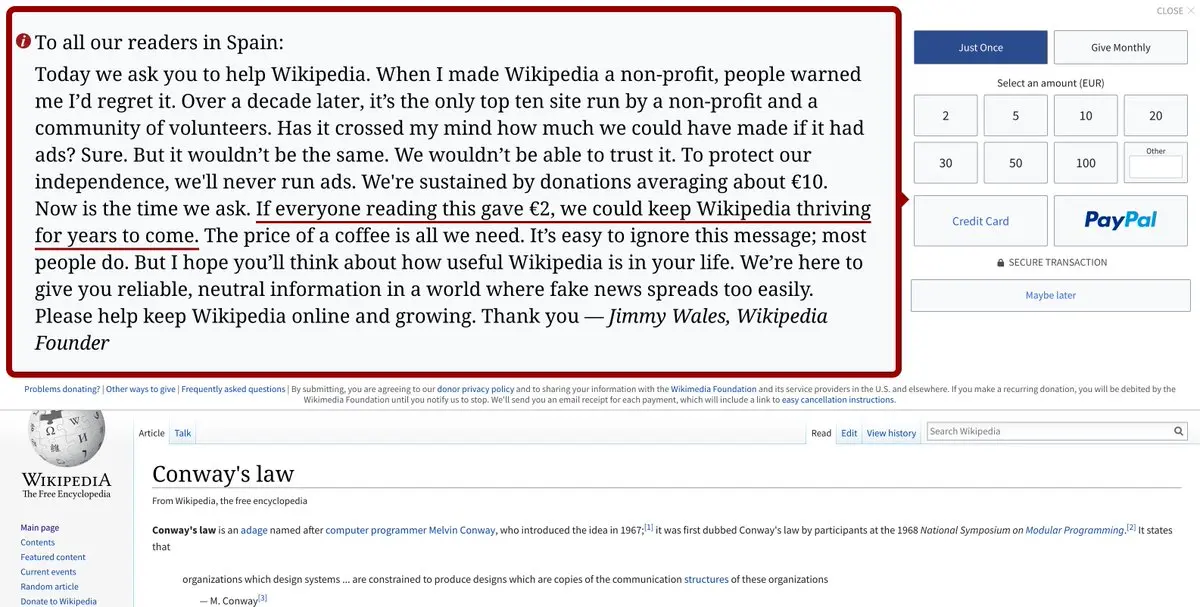 CLOSE
To all our readers in Spain:
Today we ask you to help Wikipedia. When I made Wikipedia a non-profit, people warned
me I’d regret it. Over a decade later, it’s the only top ten site run by a non-profit and a
community of volunteers. Has it crossed my mind how much we could have made if it had
ads? Sure. But it wouldn’t be the same. We wouldn’t be able to trust it. To protect our
independence, we'll never run ads. We're sustained by donations averaging about €10.
Now is the time we ask. If everyone reading this gave €2, we could keep Wikipedia thriving
for years to come. The price of a coffee is all we need. It’s easy to ignore this message; most
people do. But I hope you’ll think about how useful Wikipedia is in your life. We’re here to
give you reliable, neutral information in a world where fake news spreads too easily.
Please help keep Wikipedia online and growing. Thank you — Jimmy Wales, Wikipedia
Founder
Just Once
Give Monthly
Select an amount (EUR)
2
5
10
20
30
50
100
Other
Credit Card
PayPal
SECURE TRANSACTION
Maybe later
Problems donating? | Other ways to give | Frequently asked questions | By submitting, you are agreeing to our donor privacy policy and to sharing your information with the Wikimedia Foundation and its service providers in the U.S. and elsewhere. If you make a recurring donation, you will be debited by the
Wikimedia Foundation until you notify us to stop. We'll send you an email receipt for each payment, which will include a link to easy cancellation instructions.
WIKIPEDIA
The Free Encyclopedia
Main page
Contents
Featured content
Current events
Random article
Donate to Wikipedia
Article
Talk
Read
Edit
View history
Search Wikipedia
Conway's law
From Wikipedia, the free encyclopedia
Conway's law is an adage named after computer programmer Melvin Conway, who introduced the idea in 1967;[1] it was first dubbed Conway's law by participants at the 1968 National Symposium on Modular Programming.[2] It states
that
organizations which design systems ... are constrained to produce designs which are copies of the communication structures of these organizations
— M. Conway[3]